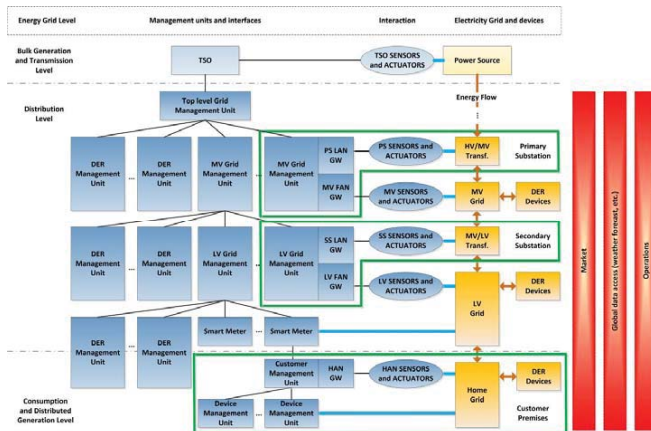 Energy Grid Level
Management units and interfaces
Interaction
Electricity Grid and devices
Bulk Generation
and Transmission
Level
TSO
TSO SENSORS
and ACTUATORS
Power Source
Distribution
Level
Top level Grid
Management Unit
Energy Flow
...
DER
Management
Unit
...
DER
Management
Unit
MV Grid
Management
Unit
...
MV Grid
Management
Unit
PS LAN
GW
MV FAN
GW
PS SENSORS and
ACTUATORS
HV/MV
Transf.
Primary
Substation
MV SENSORS
and ACTUATORS
MV
Grid
DER
Devices
DER
Management
Unit
...
DER
Management
Unit
LV Grid
Management
Unit
...
LV Grid
Management
Unit
SS LAN
GW
LV FAN
GW
SS SENSORS and
ACTUATORS
MV/LV
Transf.
Secondary
Substation
LV SENSORS and
ACTUATORS
LV
Grid
DER
Devices
DER
Management
Unit
...
DER
Management
Unit
Smart Meter
...
Smart Meter
Consumption
and Distributed
Generation Level
Customer
Management
Unit
HAN
GW
HAN SENSORS
and ACTUATORS
Home
Grid
DER
Devices
Device
Management
Unit
...
Device
Management
Unit
Customer
Premises
Market
Global data access (weather forecast, etc.)
Operations